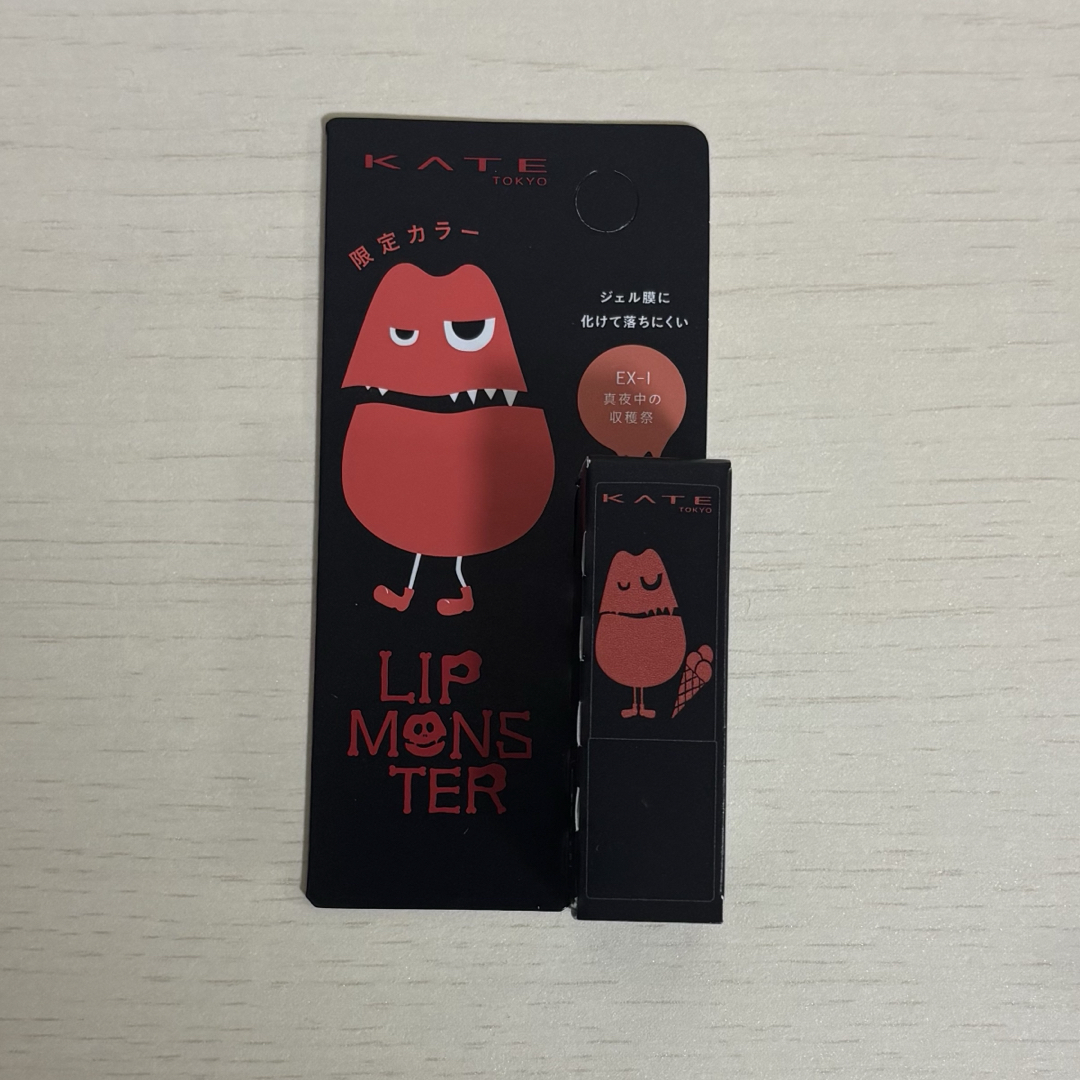 KATE
TOKYO
限定カラー
ジェル膜に
化けて落ちにくい
EX-1
真夜中の
収穫祭
KATE
TOKYO
LIP
MONS
TER